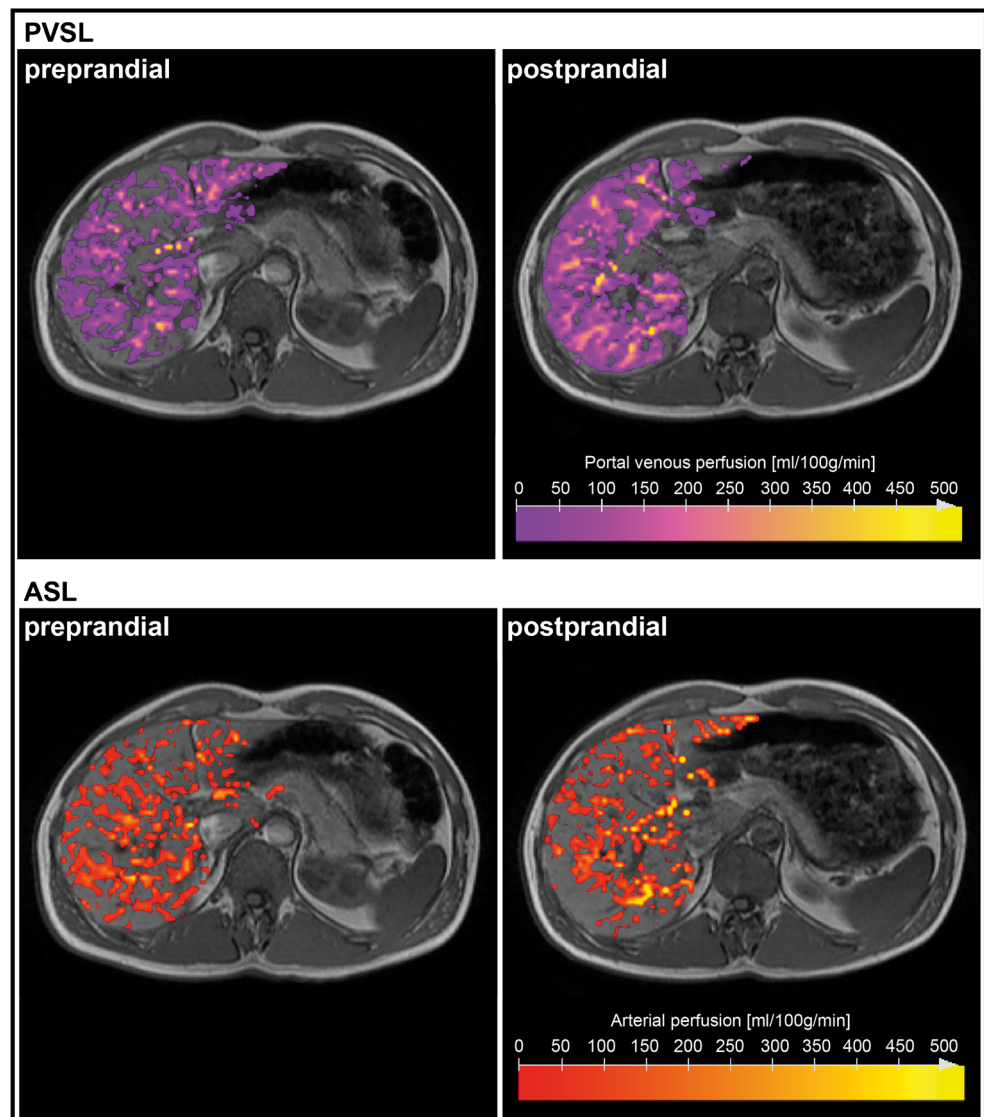 PVSL
preprandial
postprandial
Portal venous perfusion [ml/100g/min]
0 50 100 150 200 250 300 350 400 450 500
ASL
preprandial
postprandial
Arterial perfusion [ml/100g/min]
0 50 100 150 200 250 300 350 400 450 500